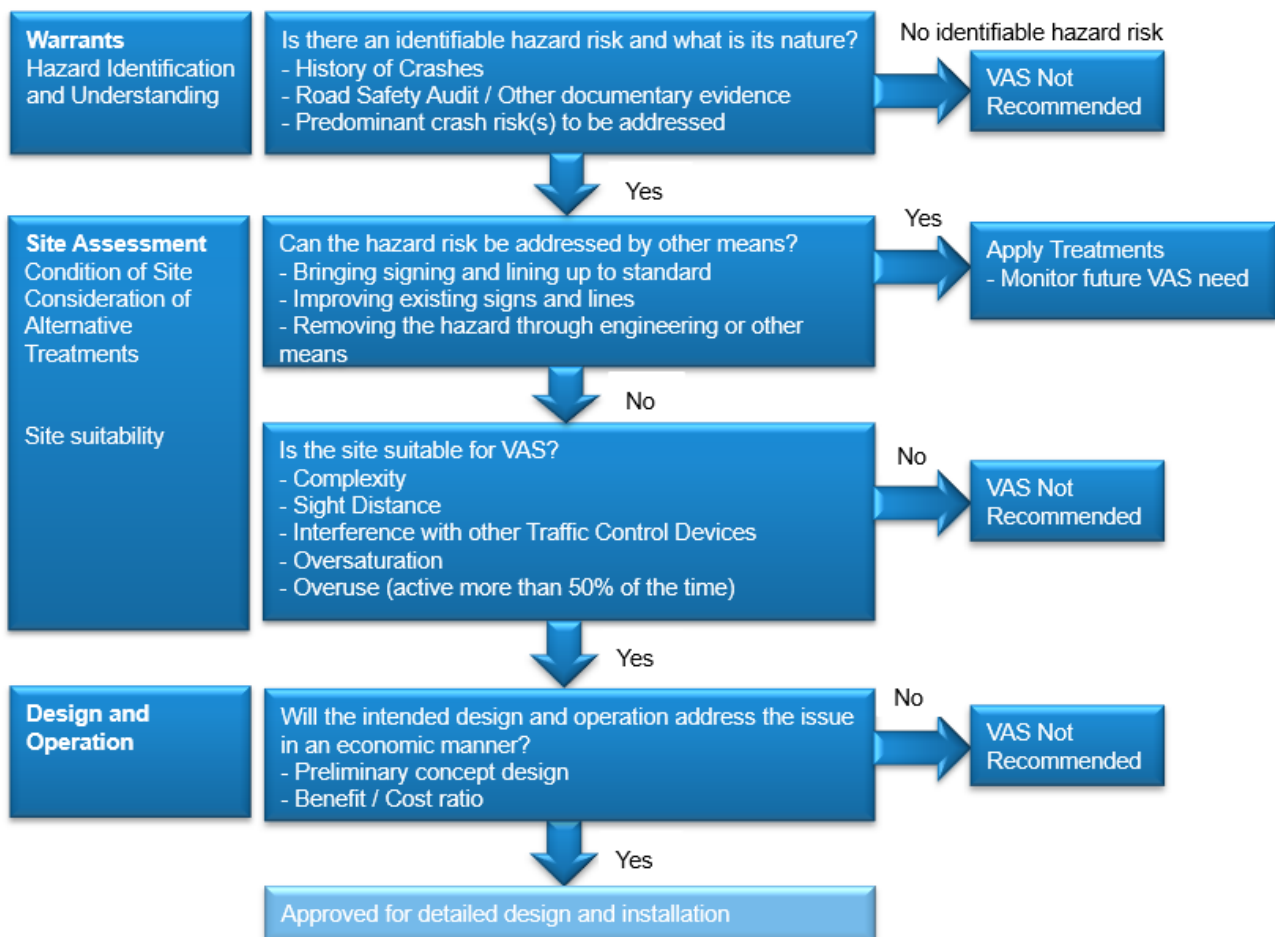 Warrants
Hazard Identification
and Understanding
Is there an identifiable hazard risk and what is its nature?
- History of Crashes
- Road Safety Audit / Other documentary evidence
- Predominant crash risk(s) to be addressed
No identifiable hazard risk
VAS Not
Recommended
Yes
Site Assessment
Condition of Site
Consideration of
Alternative
Treatments
Site suitability
Can the hazard risk be addressed by other means?
- Bringing signing and lining up to standard
- Improving existing signs and lines
- Removing the hazard through engineering or other
means
Yes
Apply Treatments
- Monitor future VAS need
No
Is the site suitable for VAS?
- Complexity
- Sight Distance
- Interference with other Traffic Control Devices
- Oversaturation
- Overuse (active more than 50% of the time)
No
VAS Not
Recommended
Yes
Design and
Operation
Will the intended design and operation address the issue
in an economic manner?
- Preliminary concept design
- Benefit / Cost ratio
No
VAS Not
Recommended
Yes
Approved for detailed design and installation